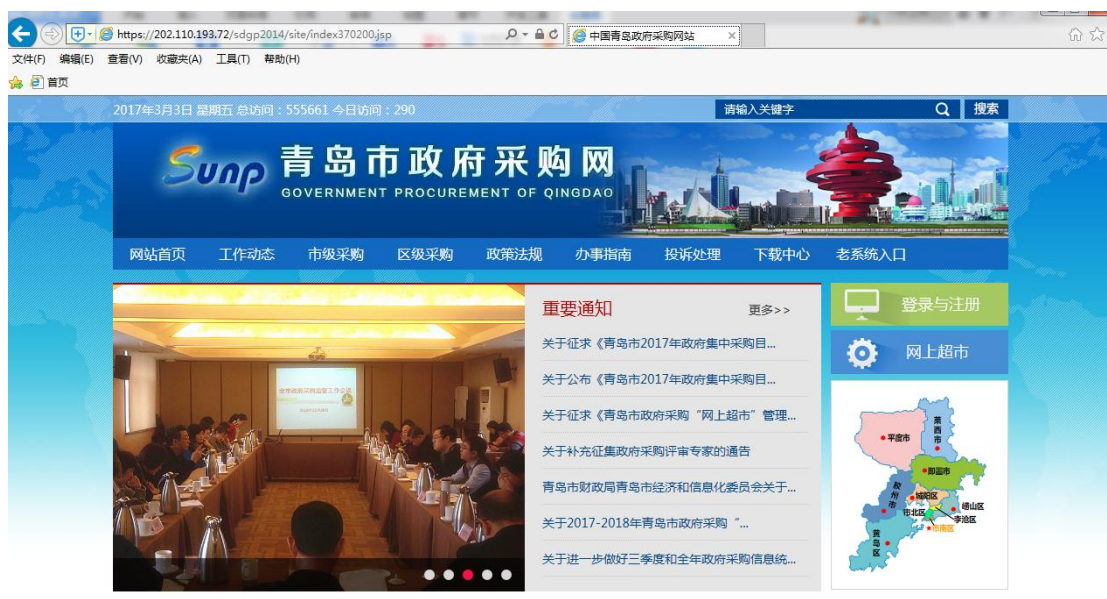 https://202.110.193.72/sdgp2014/site/index370200.jsp
中国青岛政府采购网站
文件(F) 编辑(E) 查看(V) 收藏夹(A) 工具(T) 帮助(H)
首页
2017年3月3日 星期五 总访问：555661 今日访问：290
请输入关键字
搜索
Sunp
青岛市政府采购网
GOVERNMENT PROCUREMENT OF QINGDAO
网站首页 工作动态 市级采购 区级采购 政策法规 办事指南 投诉处理 下载中心 老系统入口
重要通知 更多>>
关于征求《青岛市2017年政府集中采购目...
关于公布《青岛市2017年政府集中采购目...
关于征求《青岛市政府采购“网上超市”管理...
关于补充征集政府采购评审专家的通告
青岛市财政局青岛市经济和信息化委员会关于...
关于2017-2018年青岛市政府采购“...
关于进一步做好三季度和全年政府采购信息统...
登录与注册
网上超市
莱西市
平度市
即墨市
胶州市
城阳区
崂山区
市北区
李沧区
市南区
黄岛区